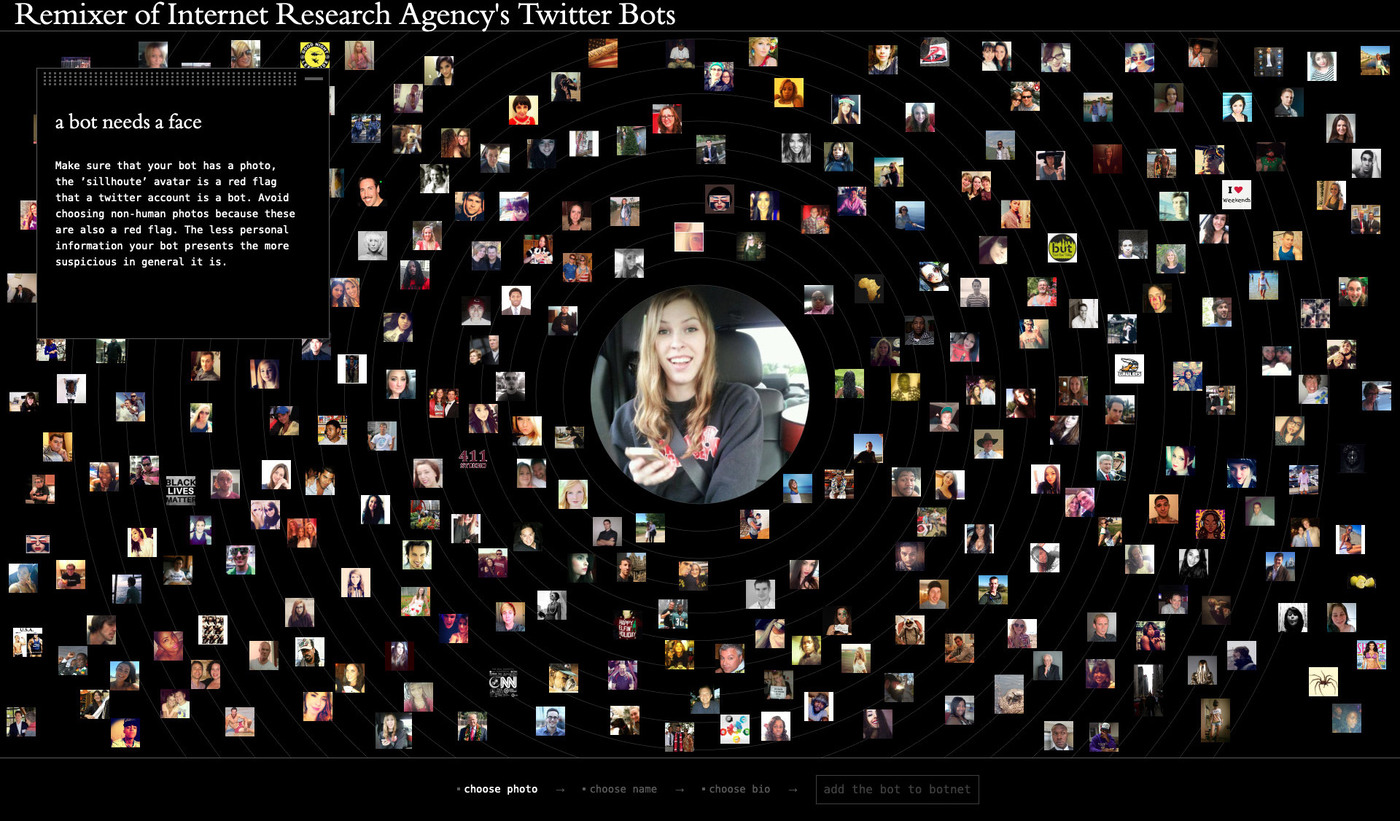 Remixer of Internet Research Agency's Twitter Bots
a bot needs a face
Make sure that your bot has a photo,
the ’sillhoute’ avatar is a red flag
that a twitter account is a bot. Avoid
choosing non-human photos because these
are also a red flag. The less personal
information your bot presents the more
suspicious in general it is.
I ❤
Weekends
but
411
BLACK
LIVES
MATTER
U.S.A.
HAPPY
HOLIDAY
CNN
choose photo → choose name → choose bio → add the bot to botnet